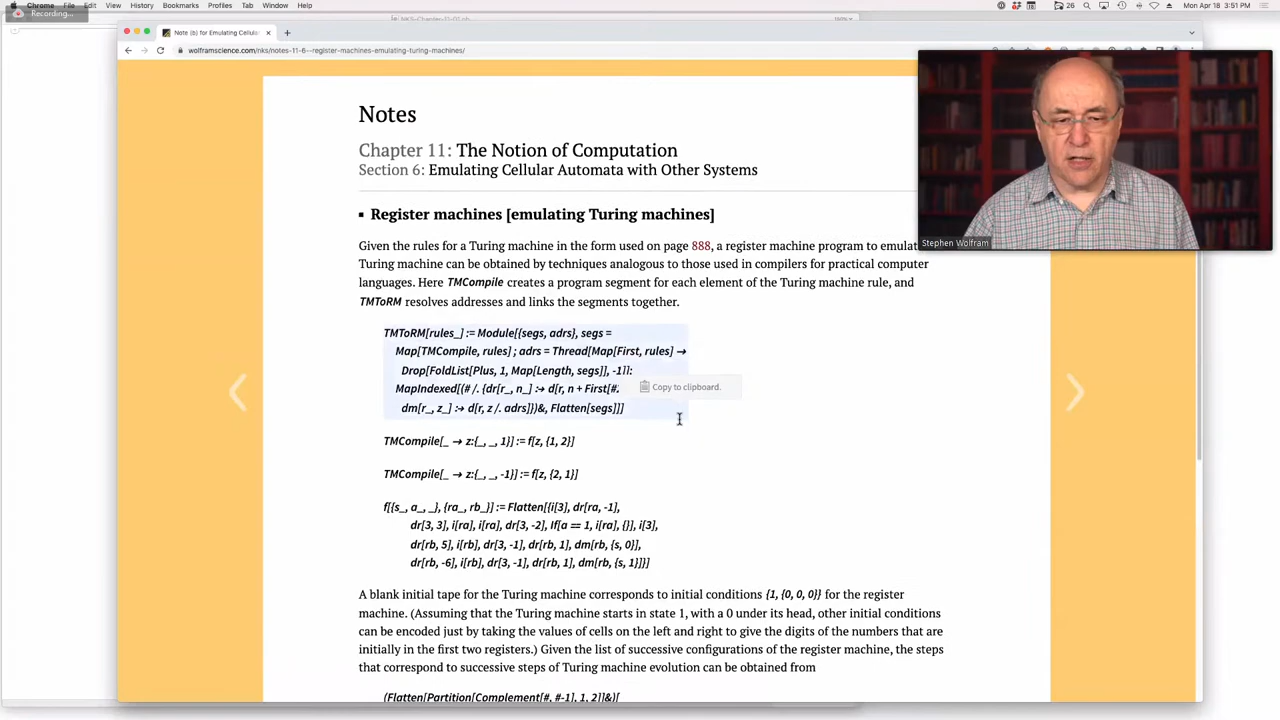 Chrome File Edit View History Bookmarks Profiles Tab Window Help
26 Mon Apr 18 3:51 PM
Recording...
Note (b) for Emulating Cellula
wolframscience.com/nks/notes-11-6--register-machines-emulating-turing-machines/
Notes
Chapter 11: The Notion of Computation
Section 6: Emulating Cellular Automata with Other Systems
▪ Register machines [emulating Turing machines]
Given the rules for a Turing machine in the form used on page 888, a register machine program to emulat
Turing machine can be obtained by techniques analogous to those used in compilers for practical computer
languages. Here TMCompile creates a program segment for each element of the Turing machine rule, and
TMToRM resolves addresses and links the segments together.
TMToRM[rules_] := Module[{segs, adrs}, segs =
Map[TMCompile, rules] ; adrs = Thread[Map[First, rules] →
Drop[FoldList[Plus, 1, Map[Length, segs]], -1]];
MapIndexed[(# /. {dr[r_, n_] :→ d[r, n + First[#
dm[r_, z_] :→ d[r, z /. adrs]})&, Flatten[segs]]]
Copy to clipboard.
TMCompile[_ → z:{_, _, 1}] := f[z, {1, 2}]
TMCompile[_ → z:{_, _, -1}] := f[z, {2, 1}]
f[{s_, a_, _}, {ra_, rb_}] := Flatten[{i[3], dr[ra, -1],
dr[3, 3], i[ra], i[ra], dr[3, -2], If[a == 1, i[ra], {}], i[3],
dr[rb, 5], i[rb], dr[3, -1], dr[rb, 1], dm[rb, {s, 0}],
dr[rb, -6], i[rb], dr[3, -1], dr[rb, 1], dm[rb, {s, 1}]}]
A blank initial tape for the Turing machine corresponds to initial conditions {1, {0, 0, 0}} for the register
machine. (Assuming that the Turing machine starts in state 1, with a 0 under its head, other initial conditions
can be encoded just by taking the values of cells on the left and right to give the digits of the numbers that are
initially in the first two registers.) Given the list of successive configurations of the register machine, the steps
that correspond to successive steps of Turing machine evolution can be obtained from
(Flatten[Partition[Complement[#, #-1], 1, 2]]&)[
Stephen Wolfram